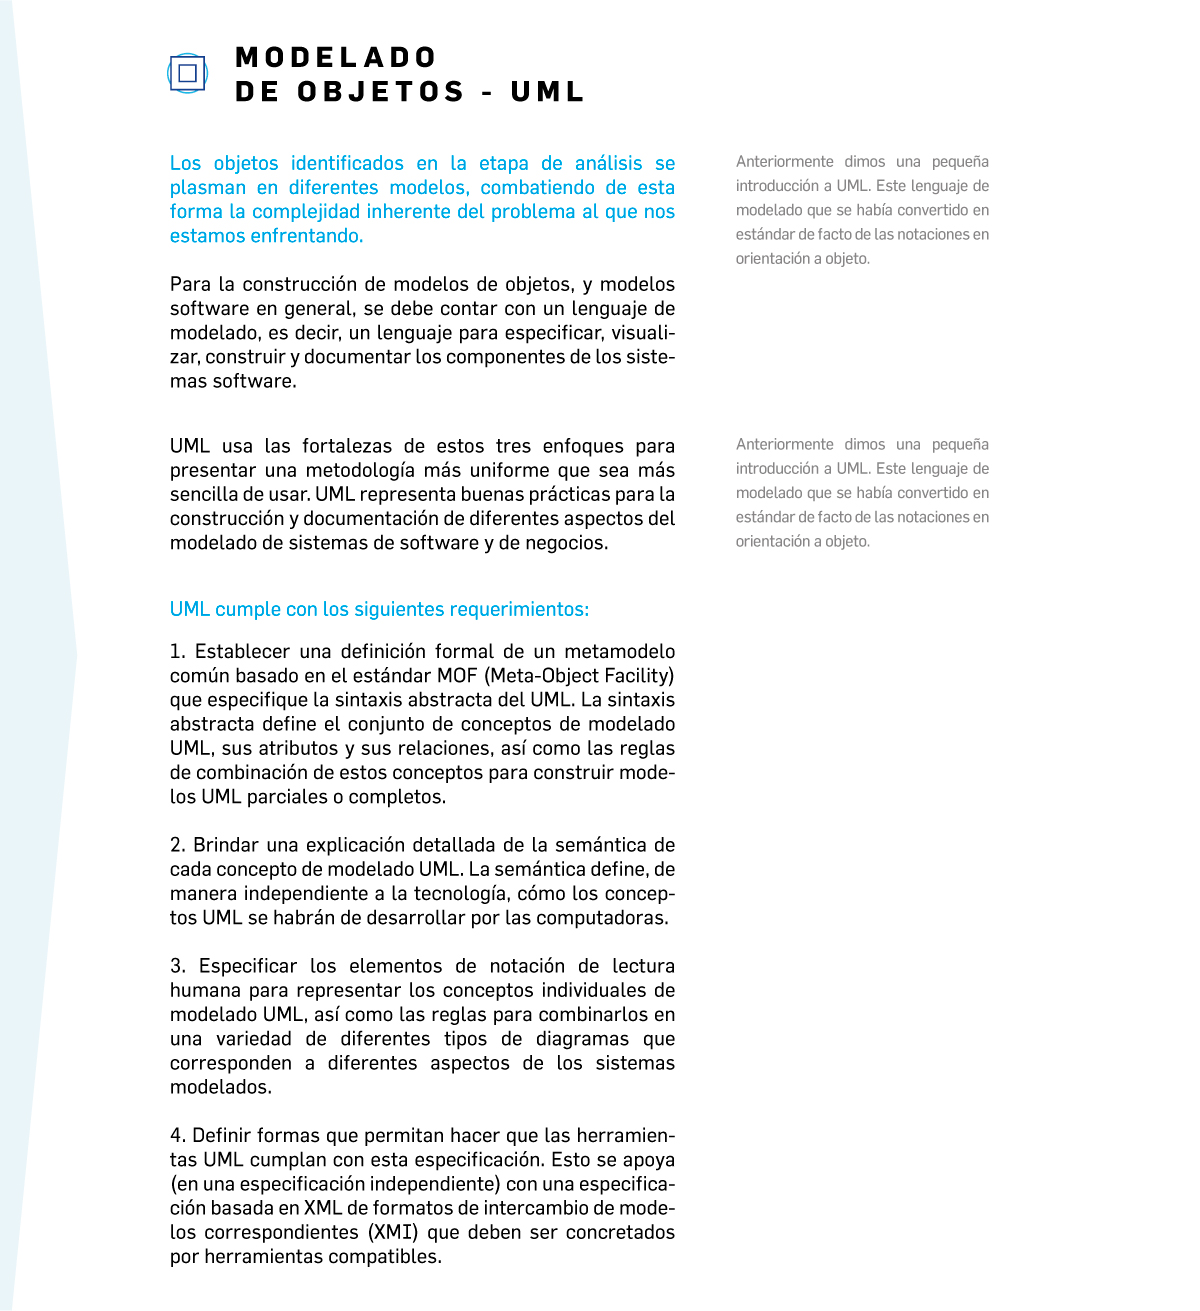 MODELADO
DE OBJETOS - UML
Los objetos identificados en la etapa de análisis se
plasman en diferentes modelos, combatiendo de esta
forma la complejidad inherente del problema al que nos
estamos enfrentando.
Anteriormente dimos una pequeña
introducción a UML. Este lenguaje de
modelado que se había convertido en
estándar de facto de las notaciones en
orientación a objeto.
Para la construcción de modelos de objetos, y modelos
software en general, se debe contar con un lenguaje de
modelado, es decir, un lenguaje para especificar, visuali-
zar, construir y documentar los componentes de los siste-
mas software.
UML usa las fortalezas de estos tres enfoques para
presentar una metodología más uniforme que sea más
sencilla de usar. UML representa buenas prácticas para la
construcción y documentación de diferentes aspectos del
modelado de sistemas de software y de negocios.
Anteriormente dimos una pequeña
introducción a UML. Este lenguaje de
modelado que se había convertido en
estándar de facto de las notaciones en
orientación a objeto.
UML cumple con los siguientes requerimientos:
1. Establecer una definición formal de un metamodelo
común basado en el estándar MOF (Meta-Object Facility)
que especifique la sintaxis abstracta del UML. La sintaxis
abstracta define el conjunto de conceptos de modelado
UML, sus atributos y sus relaciones, así como las reglas
de combinación de estos conceptos para construir mode-
los UML parciales o completos.
2. Brindar una explicación detallada de la semántica de
cada concepto de modelado UML. La semántica define, de
manera independiente a la tecnología, cómo los concep-
tos UML se habrán de desarrollar por las computadoras.
3. Especificar los elementos de notación de lectura
humana para representar los conceptos individuales de
modelado UML, así como las reglas para combinarlos en
una variedad de diferentes tipos de diagramas que
corresponden a diferentes aspectos de los sistemas
modelados.
4. Definir formas que permitan hacer que las herramien-
tas UML cumplan con esta especificación. Esto se apoya
(en una especificación independiente) con una especifica-
ción basada en XML de formatos de intercambio de mode-
los correspondientes (XMI) que deben ser concretados
por herramientas compatibles.